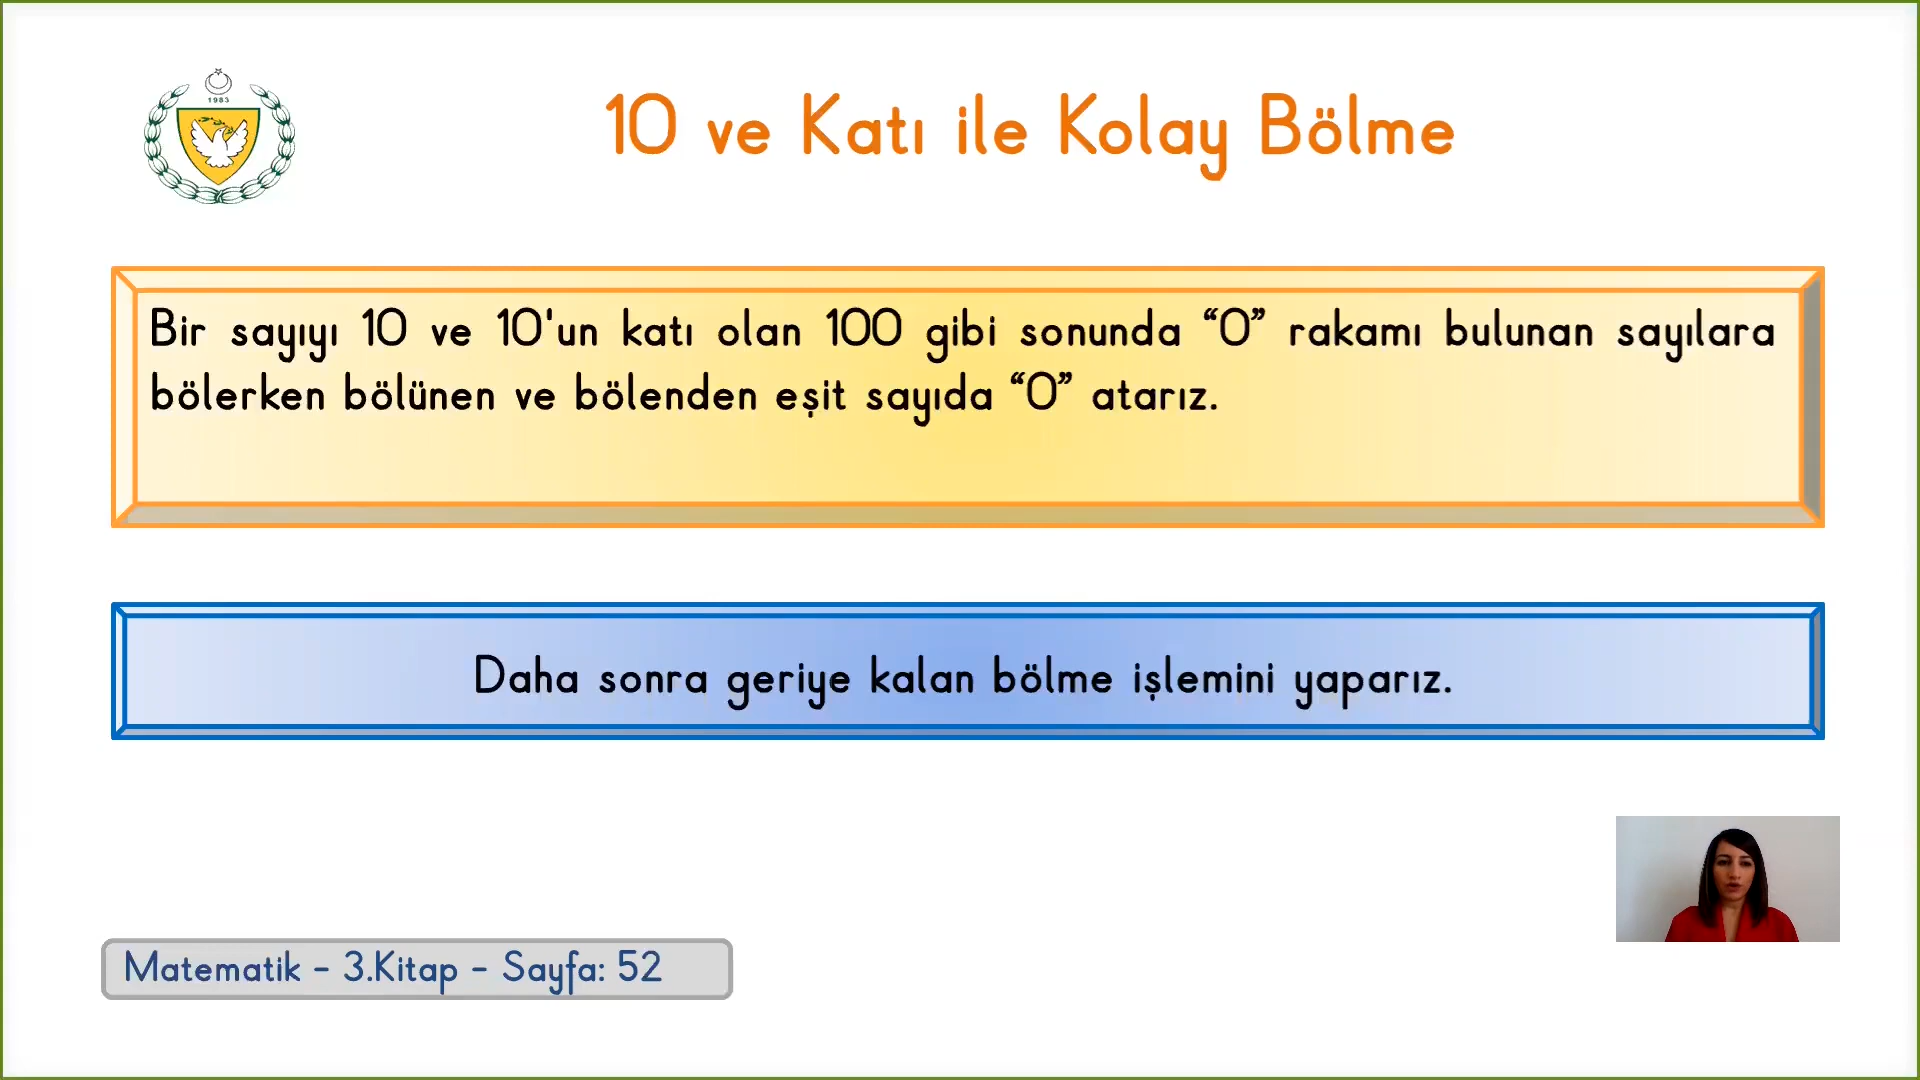 1983
10 ve Katı ile Kolay Bölme
Bir sayıyı 10 ve 10'un katı olan 100 gibi sonunda “0” rakamı bulunan sayılara
bölerken bölünen ve bölenden eşit sayıda “0” atarız.
Daha sonra geriye kalan bölme işlemini yaparız.
Matematik - 3.Kitap - Sayfa: 52